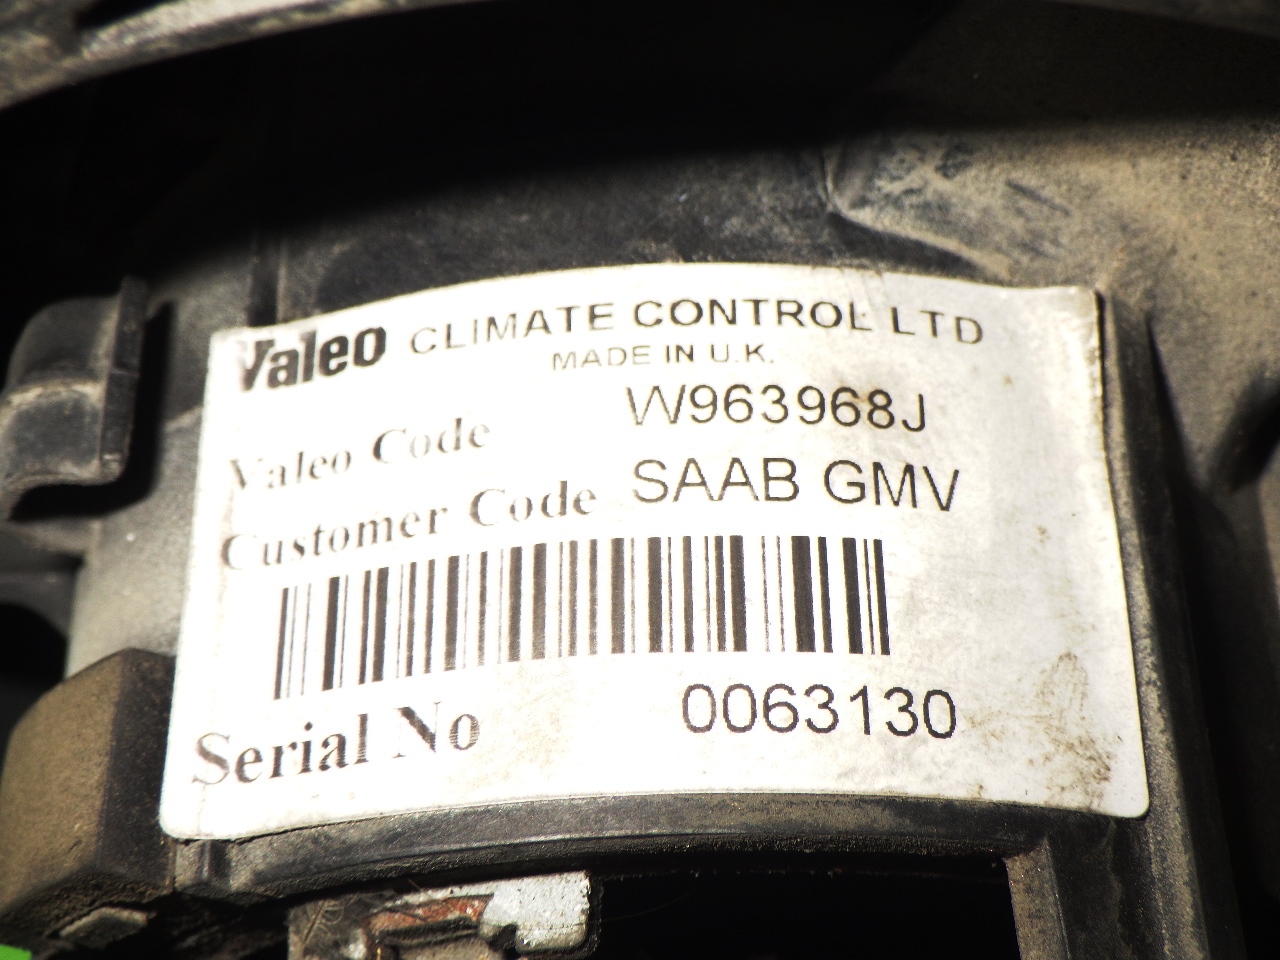 Valeo CLIMATE CONTROL LTD
MADE IN U.K.
Valeo Code W963968J
Customer Code SAAB GMV
Serial No 0063130